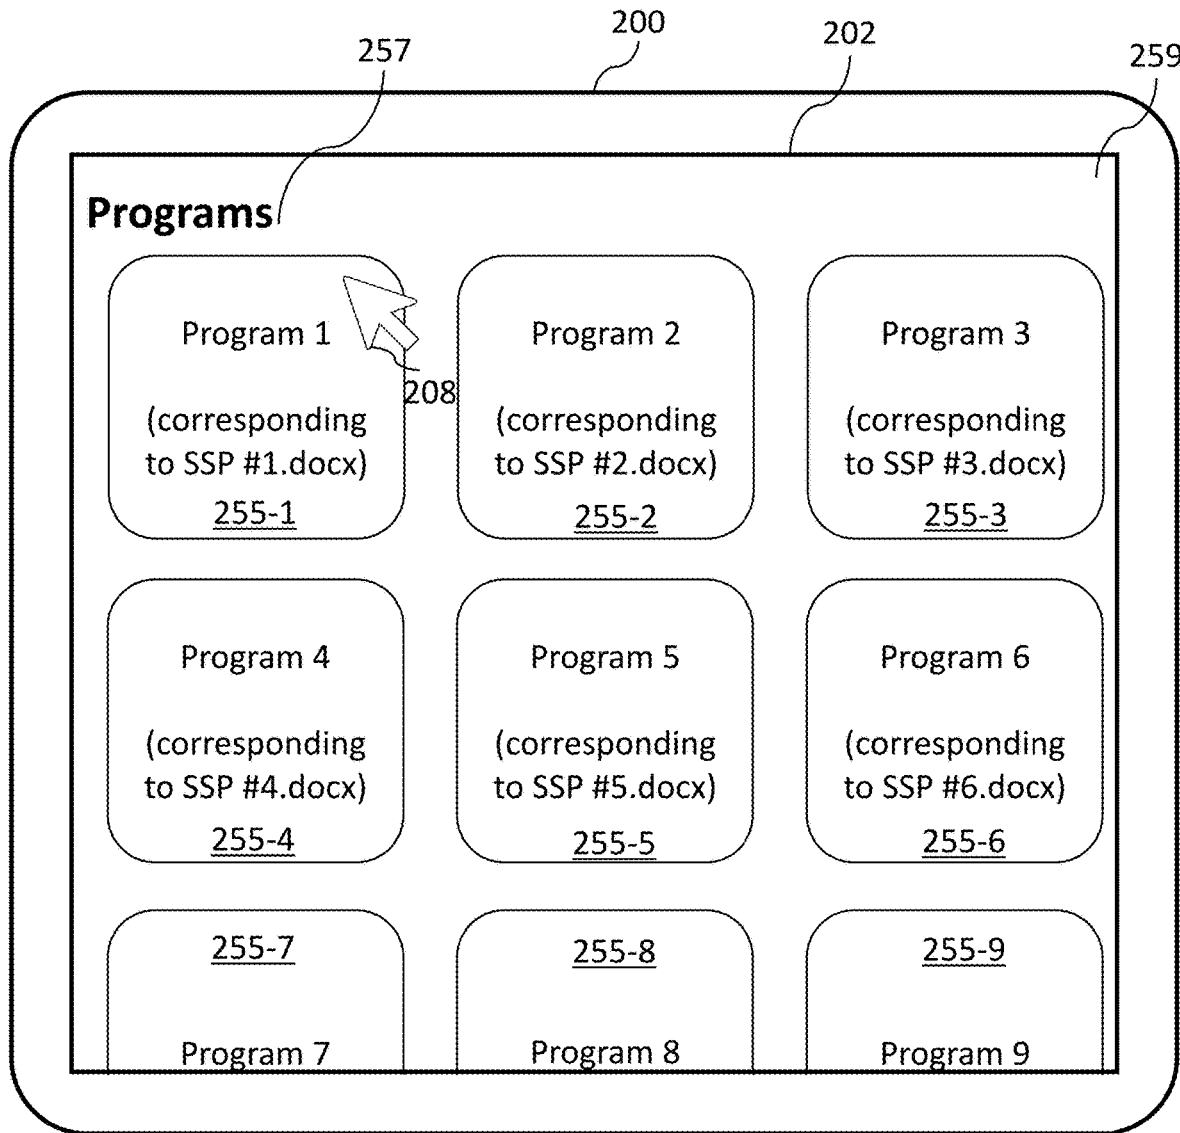 200
202
257
259
Programs
Program 1
Program 2
Program 3
208
(corresponding
to SSP #1.docx)
(corresponding
to SSP #2.docx)
(corresponding
to SSP #3.docx)
255-1
255-2
255-3
Program 4
Program 5
Program 6
(corresponding
to SSP #4.docx)
(corresponding
to SSP #5.docx)
(corresponding
to SSP #6.docx)
255-4
255-5
255-6
255-7
255-8
255-9
Program 7
Program 8
Program 9